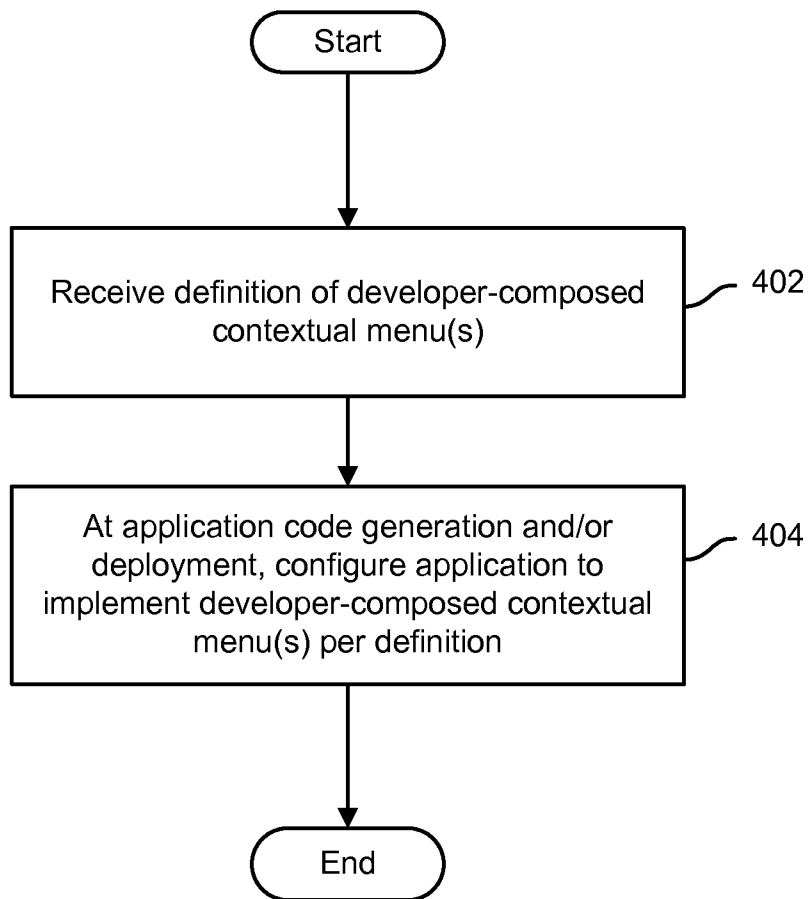 Start
Receive definition of developer-composed
contextual menu(s)
402
At application code generation and/or
deployment, configure application to
implement developer-composed contextual
menu(s) per definition
404
End